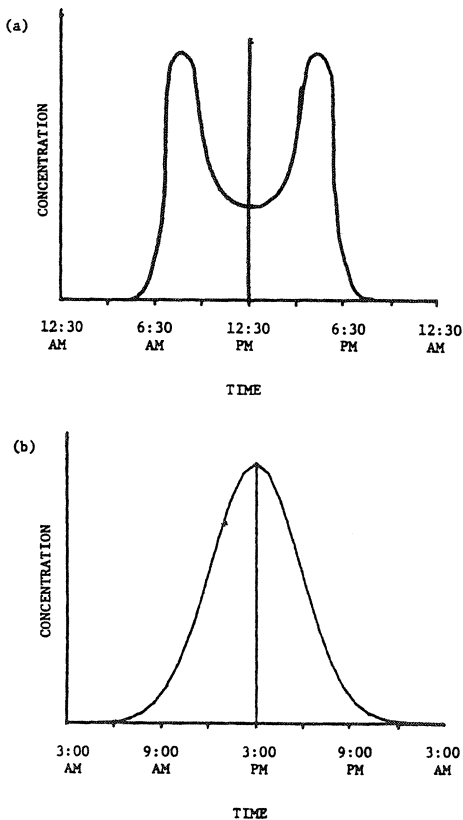 (a)
CONCENTRATION
12:30 6:30 12:30 6:30 12:30
AM AM PM PM AM
TIME
(b)
CONCENTRATION
3:00 9:00 3:00 9:00 3:00
AM AM PM PM AM
TIME